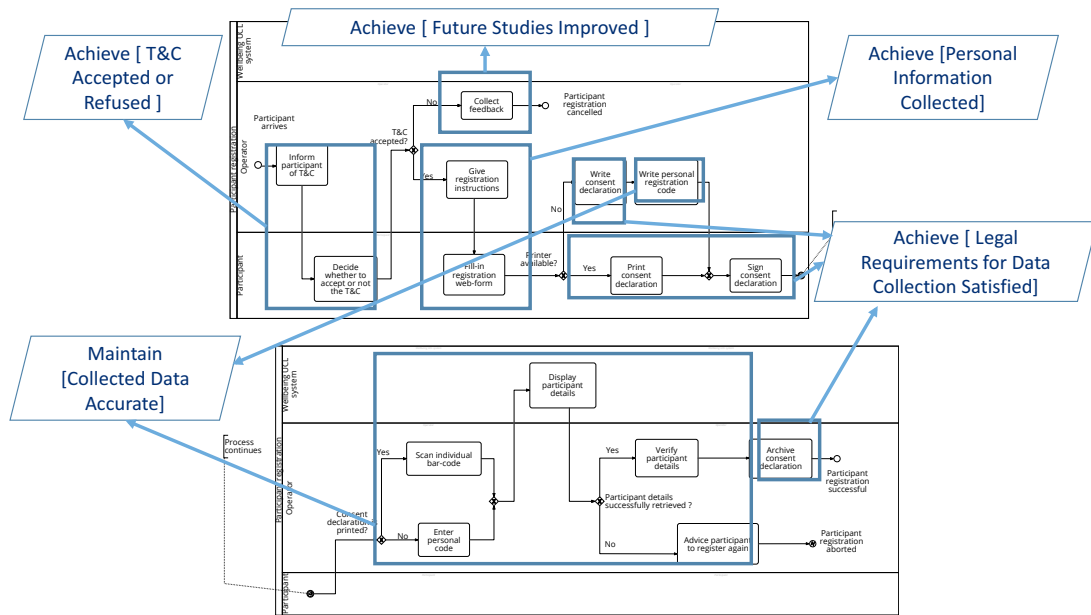 Achieve [ Future Studies Improved ]
Achieve [ T&C
Accepted or
Refused ]
Achieve [Personal
Information
Collected]
Wellbeing UCL
system
Participant registration
Operator
Participant
Participant
arrives
Inform
participant
of T&C
Decide
whether to
accept or not
the T&C
T&C
accepted?
No
Collect
feedback
Participant
registration
cancelled
Yes
Give
registration
instructions
Fill-in
registration
web-form
Printer
available?
No
Write
consent
declaration
Write personal
registration
code
Yes
Print
consent
declaration
Sign
consent
declaration
Achieve [ Legal
Requirements for Data
Collection Satisfied]
Maintain
[Collected Data
Accurate]
Wellbeing UCL
system
Participant registration
Operator
Participant
Process
continues
Consent
declaration
printed?
Yes
Scan individual
bar-code
No
Enter
personal
code
Display
participant
details
Participant details
successfully retrieved ?
Yes
Verify
participant
details
Archive
consent
declaration
Participant
registration
successful
No
Advice participant
to register again
Participant
registration
aborted